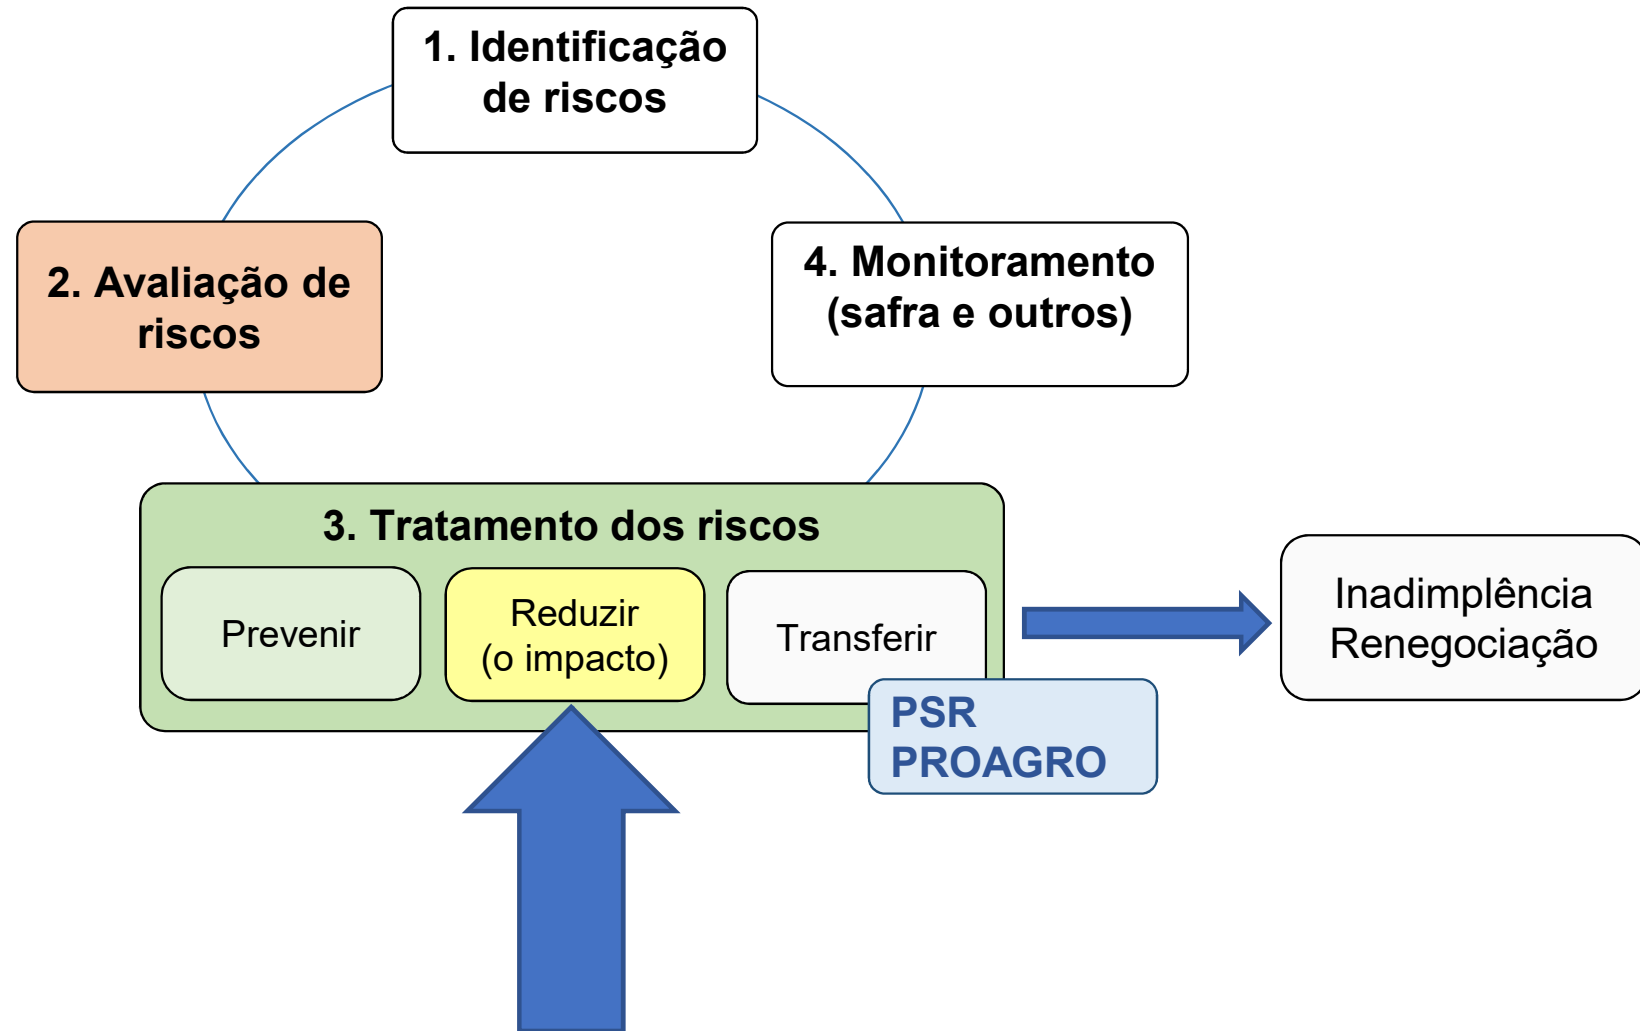 1. Identificação
de riscos
2. Avaliação de
riscos
4. Monitoramento
(safra e outros)
3. Tratamento dos riscos
Prevenir
Reduzir
(o impacto)
Transferir
PSR
PROAGRO
Inadimplência
Renegociação